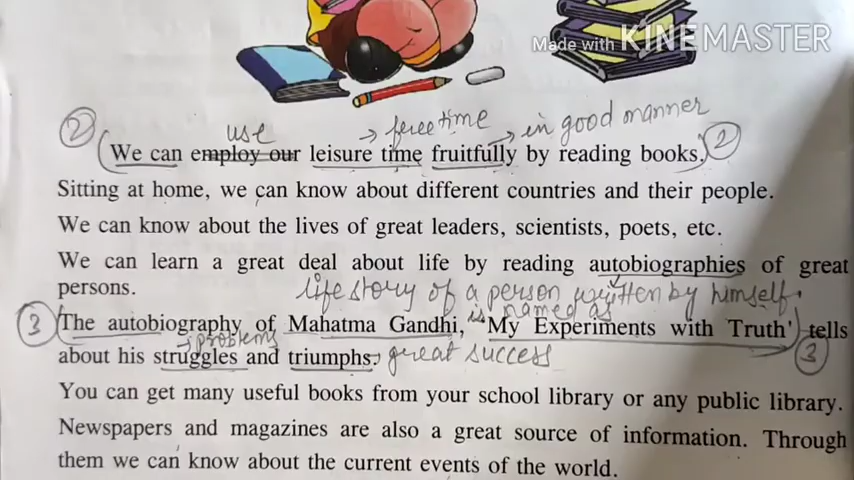 Made with KINEMASTER
② use → free time → in good manner
(We can employ our leisure time fruitfully by reading books.) ②
Sitting at home, we can know about different countries and their people.
We can know about the lives of great leaders, scientists, poets, etc.
We can learn a great deal about life by reading autobiographies of great
persons. life story of a person written by himself.
is named as
③ (The autobiography of Mahatma Gandhi, 'My Experiments with Truth' tells ③
→ problems
about his struggles and triumphs. great success
You can get many useful books from your school library or any public library.
Newspapers and magazines are also a great source of information. Through
them we can know about the current events of the world.